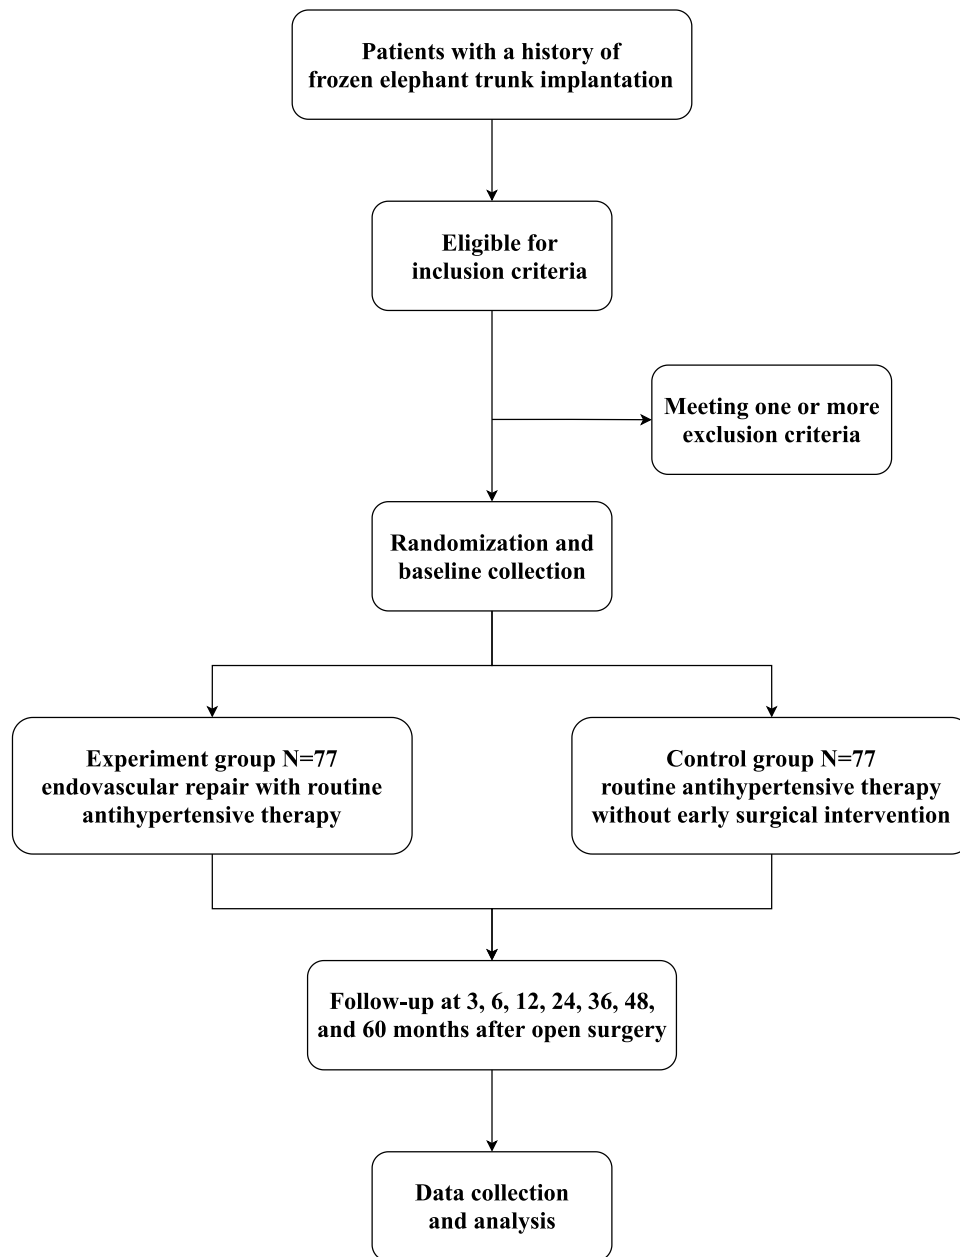 Patients with a history of
frozen elephant trunk implantation
Eligible for
inclusion criteria
Meeting one or more
exclusion criteria
Randomization and
baseline collection
Experiment group N=77
endovascular repair with routine
antihypertensive therapy
Control group N=77
routine antihypertensive therapy
without early surgical intervention
Follow-up at 3, 6, 12, 24, 36, 48,
and 60 months after open surgery
Data collection
and analysis